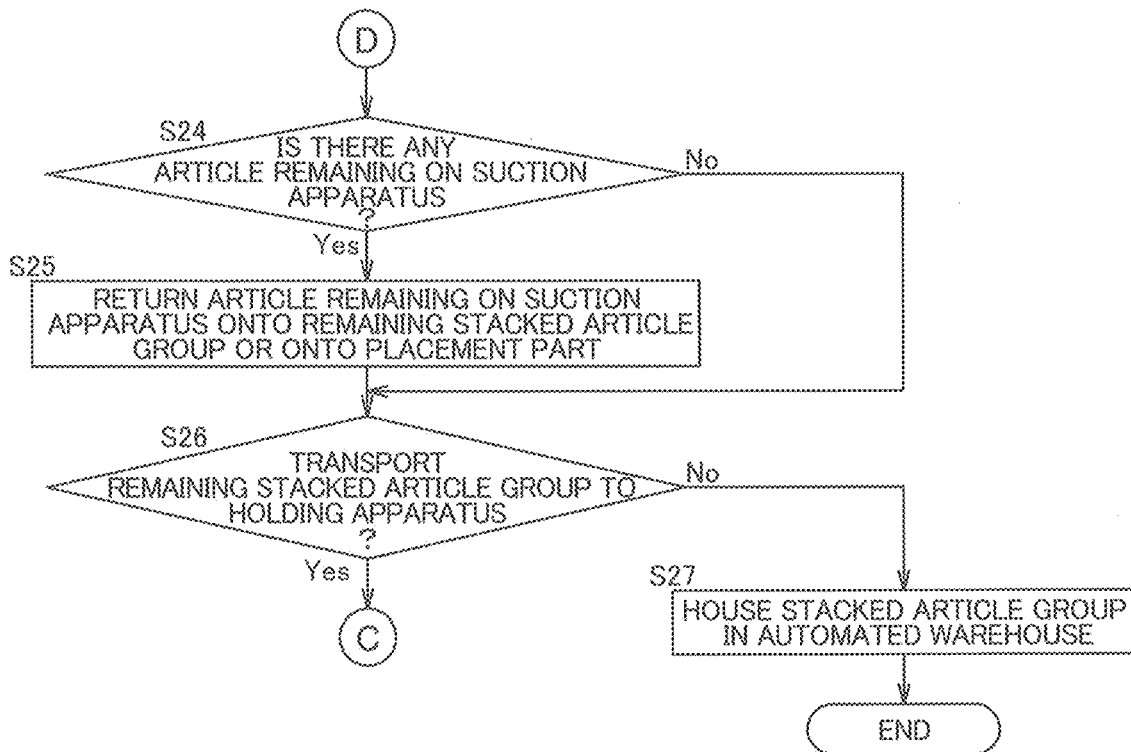 D
S24
IS THERE ANY
ARTICLE REMAINING ON SUCTION
APPARATUS
?
No
Yes
S25
RETURN ARTICLE REMAINING ON SUCTION
APPARATUS ONTO REMAINING STACKED ARTICLE
GROUP OR ONTO PLACEMENT PART
S26
TRANSPORT
REMAINING STACKED ARTICLE GROUP TO
HOLDING APPARATUS
?
No
Yes
C
S27
HOUSE STACKED ARTICLE GROUP
IN AUTOMATED WAREHOUSE
END